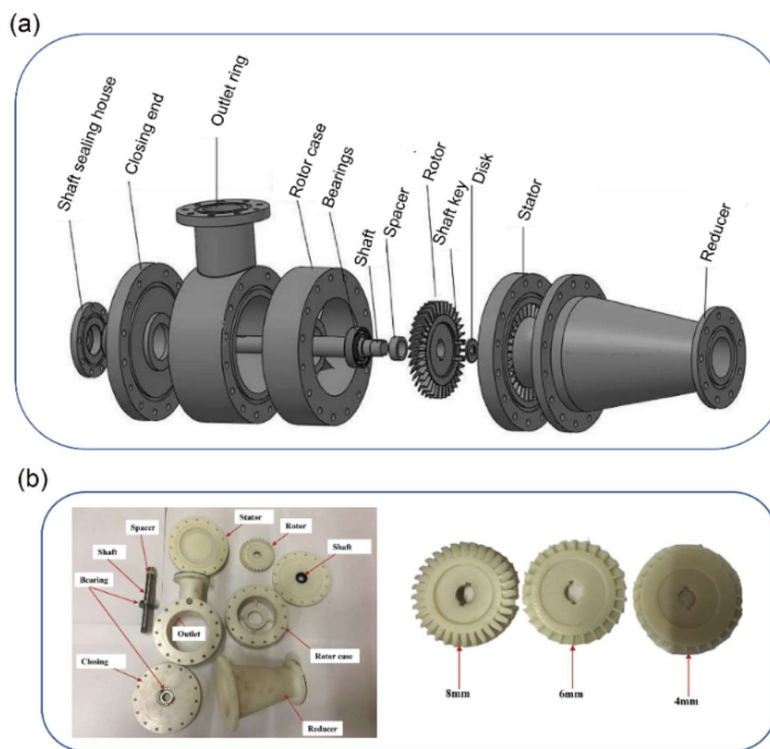 (a)
Shaft sealing house
Closing end
Outlet ring
Rotor case
Bearings
Shaft
Spacer
Rotor
Shaft key
Disk
Stator
Reducer
(b)
Stator
Rotor
Spacer
Shaft
Shaft
Bearing
Outlet
Rotor case
Closing
Reducer
8mm
6mm
4mm